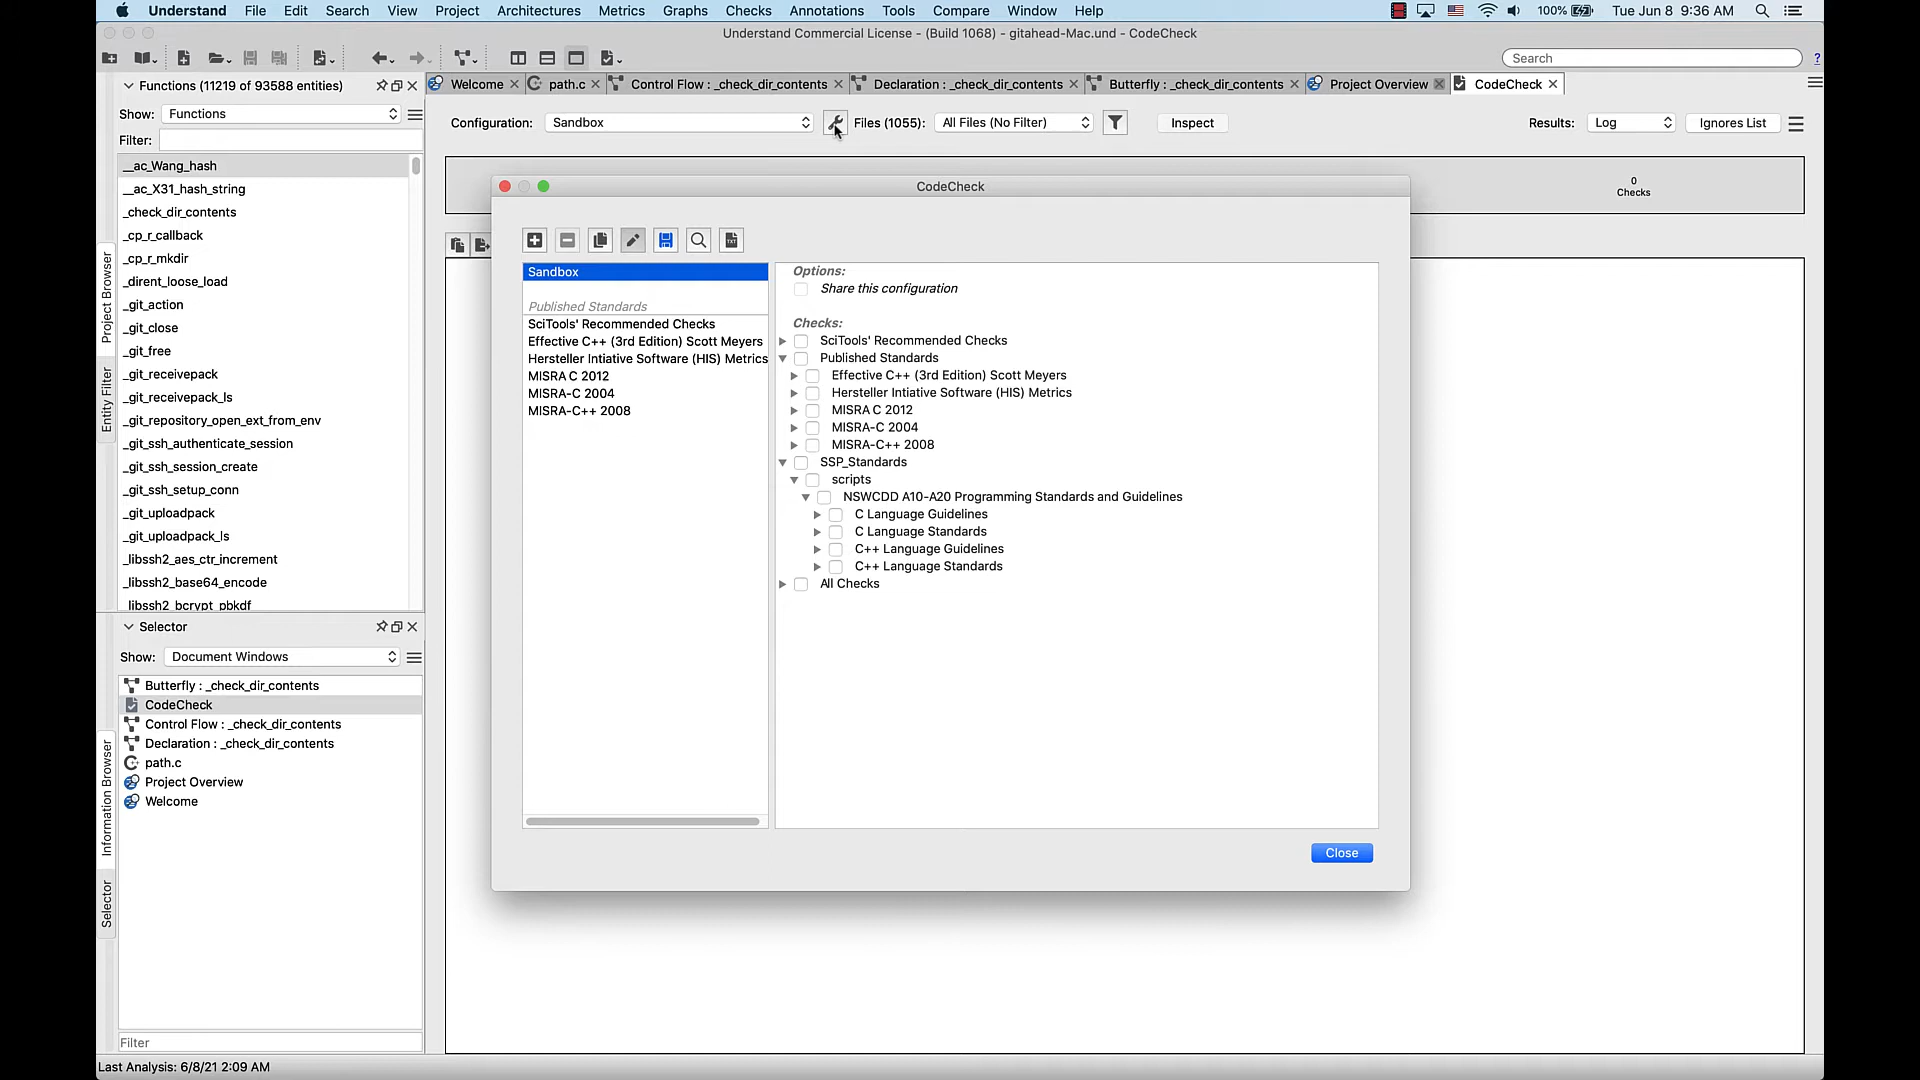 Understand File Edit Search View Project Architectures Metrics Graphs Checks Annotations Tools Compare Window Help 100% Tue Jun 8 9:36 AM
Understand Commercial License - (Build 1068) - gitahead-Mac.und - CodeCheck
Search ?
Functions (11219 of 93588 entities)
Welcome path.c Control Flow : _check_dir_contents Declaration : _check_dir_contents Butterfly : _check_dir_contents Project Overview CodeCheck
Show: Functions
Configuration: Sandbox Files (1055): All Files (No Filter) Inspect Results: Log Ignores List
Filter:
__ac_Wang_hash
__ac_X31_hash_string
_check_dir_contents
_cp_r_callback
_cp_r_mkdir
_dirent_loose_load
_git_action
_git_close
_git_free
_git_receivepack
_git_receivepack_ls
_git_repository_open_ext_from_env
_git_ssh_authenticate_session
_git_ssh_session_create
_git_ssh_setup_conn
_git_uploadpack
_git_uploadpack_ls
_libssh2_aes_ctr_increment
_libssh2_base64_encode
_libssh2_bcrypt_pbkdf
Project Browser
Entity Filter
0
Checks
CodeCheck
TXT
Sandbox
Published Standards
SciTools' Recommended Checks
Effective C++ (3rd Edition) Scott Meyers
Hersteller Intiative Software (HIS) Metrics
MISRA C 2012
MISRA-C 2004
MISRA-C++ 2008
Options:
Share this configuration
Checks:
SciTools' Recommended Checks
Published Standards
Effective C++ (3rd Edition) Scott Meyers
Hersteller Intiative Software (HIS) Metrics
MISRA C 2012
MISRA-C 2004
MISRA-C++ 2008
SSP_Standards
scripts
NSWCDD A10-A20 Programming Standards and Guidelines
C Language Guidelines
C Language Standards
C++ Language Guidelines
C++ Language Standards
All Checks
Close
Selector
Show: Document Windows
Butterfly : _check_dir_contents
CodeCheck
Control Flow : _check_dir_contents
Declaration : _check_dir_contents
path.c
Project Overview
Welcome
Information Browser
Selector
Filter
Last Analysis: 6/8/21 2:09 AM